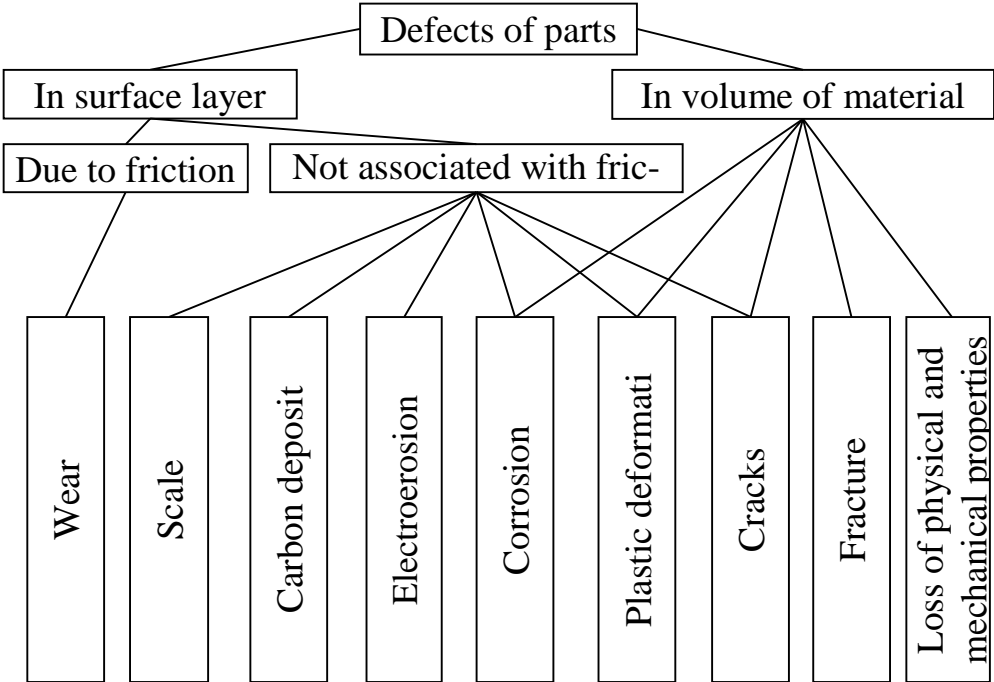 Defects of parts
In surface layer
In volume of material
Due to friction
Not associated with fric-
Wear
Scale
Carbon deposit
Electroerosion
Corrosion
Plastic deformati
Cracks
Fracture
Loss of physical and
mechanical properties